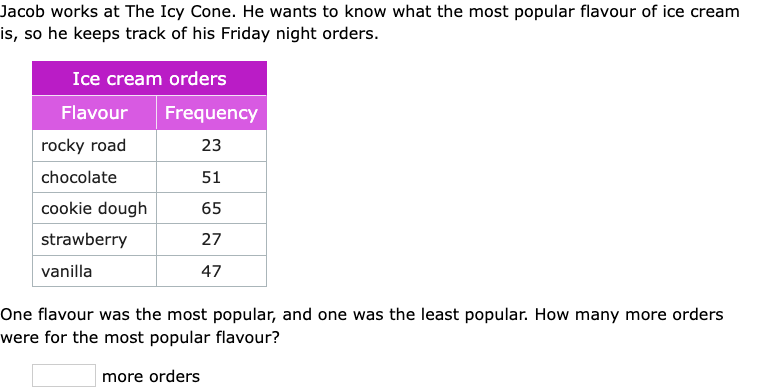 Jacob works at The Icy Cone. He wants to know what the most popular flavour of ice cream
is, so he keeps track of his Friday night orders.
Ice cream orders
Flavour Frequency
rocky road 23
chocolate 51
cookie dough 65
strawberry 27
vanilla 47
One flavour was the most popular, and one was the least popular. How many more orders
were for the most popular flavour?
more orders